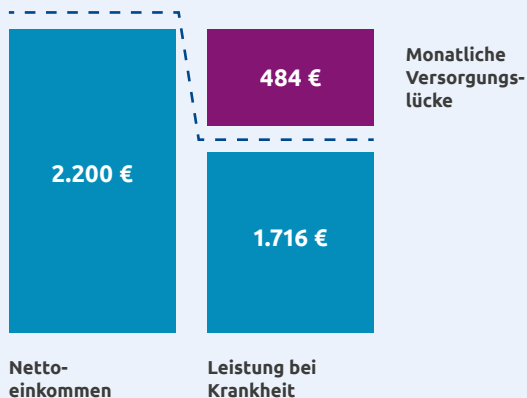 484 €
Monatliche
Versorgungs-
lücke
2.200 €
1.716 €
Netto-
einkommen
Leistung bei
Krankheit